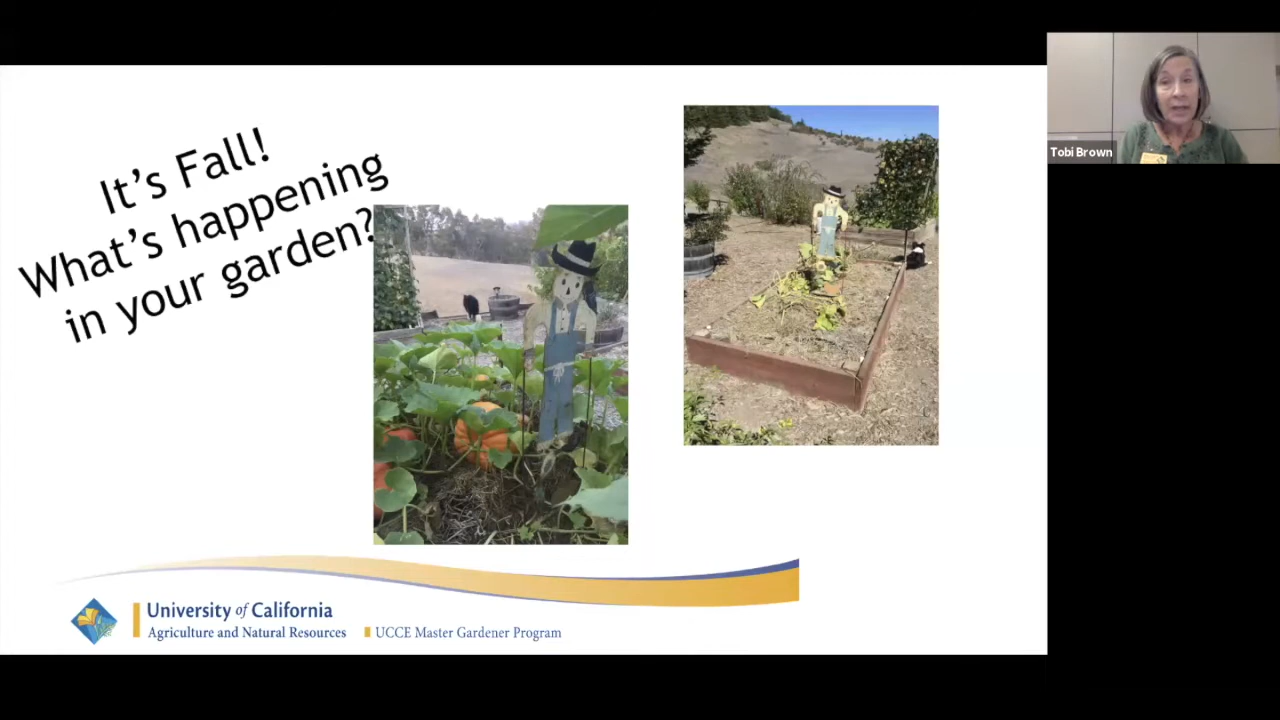 It's Fall!
What's happening
in your garden?
Tobi Brown
University of California
Agriculture and Natural Resources
UCCE Master Gardener Program